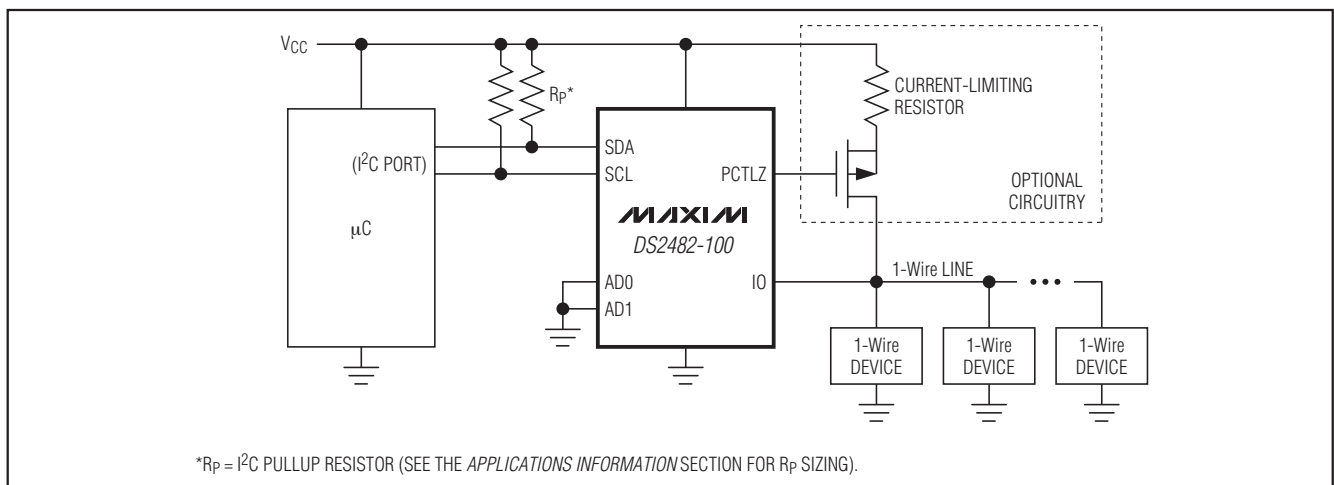 VCC
RP*
CURRENT-LIMITING
RESISTOR
OPTIONAL
CIRCUITRY
(I2C PORT)
µC
SDA
SCL
PCTLZ
MAXIM
DS2482-100
AD0
AD1
IO
1-Wire LINE
1-Wire
DEVICE
1-Wire
DEVICE
1-Wire
DEVICE
*RP = I2C PULLUP RESISTOR (SEE THE APPLICATIONS INFORMATION SECTION FOR RP SIZING).